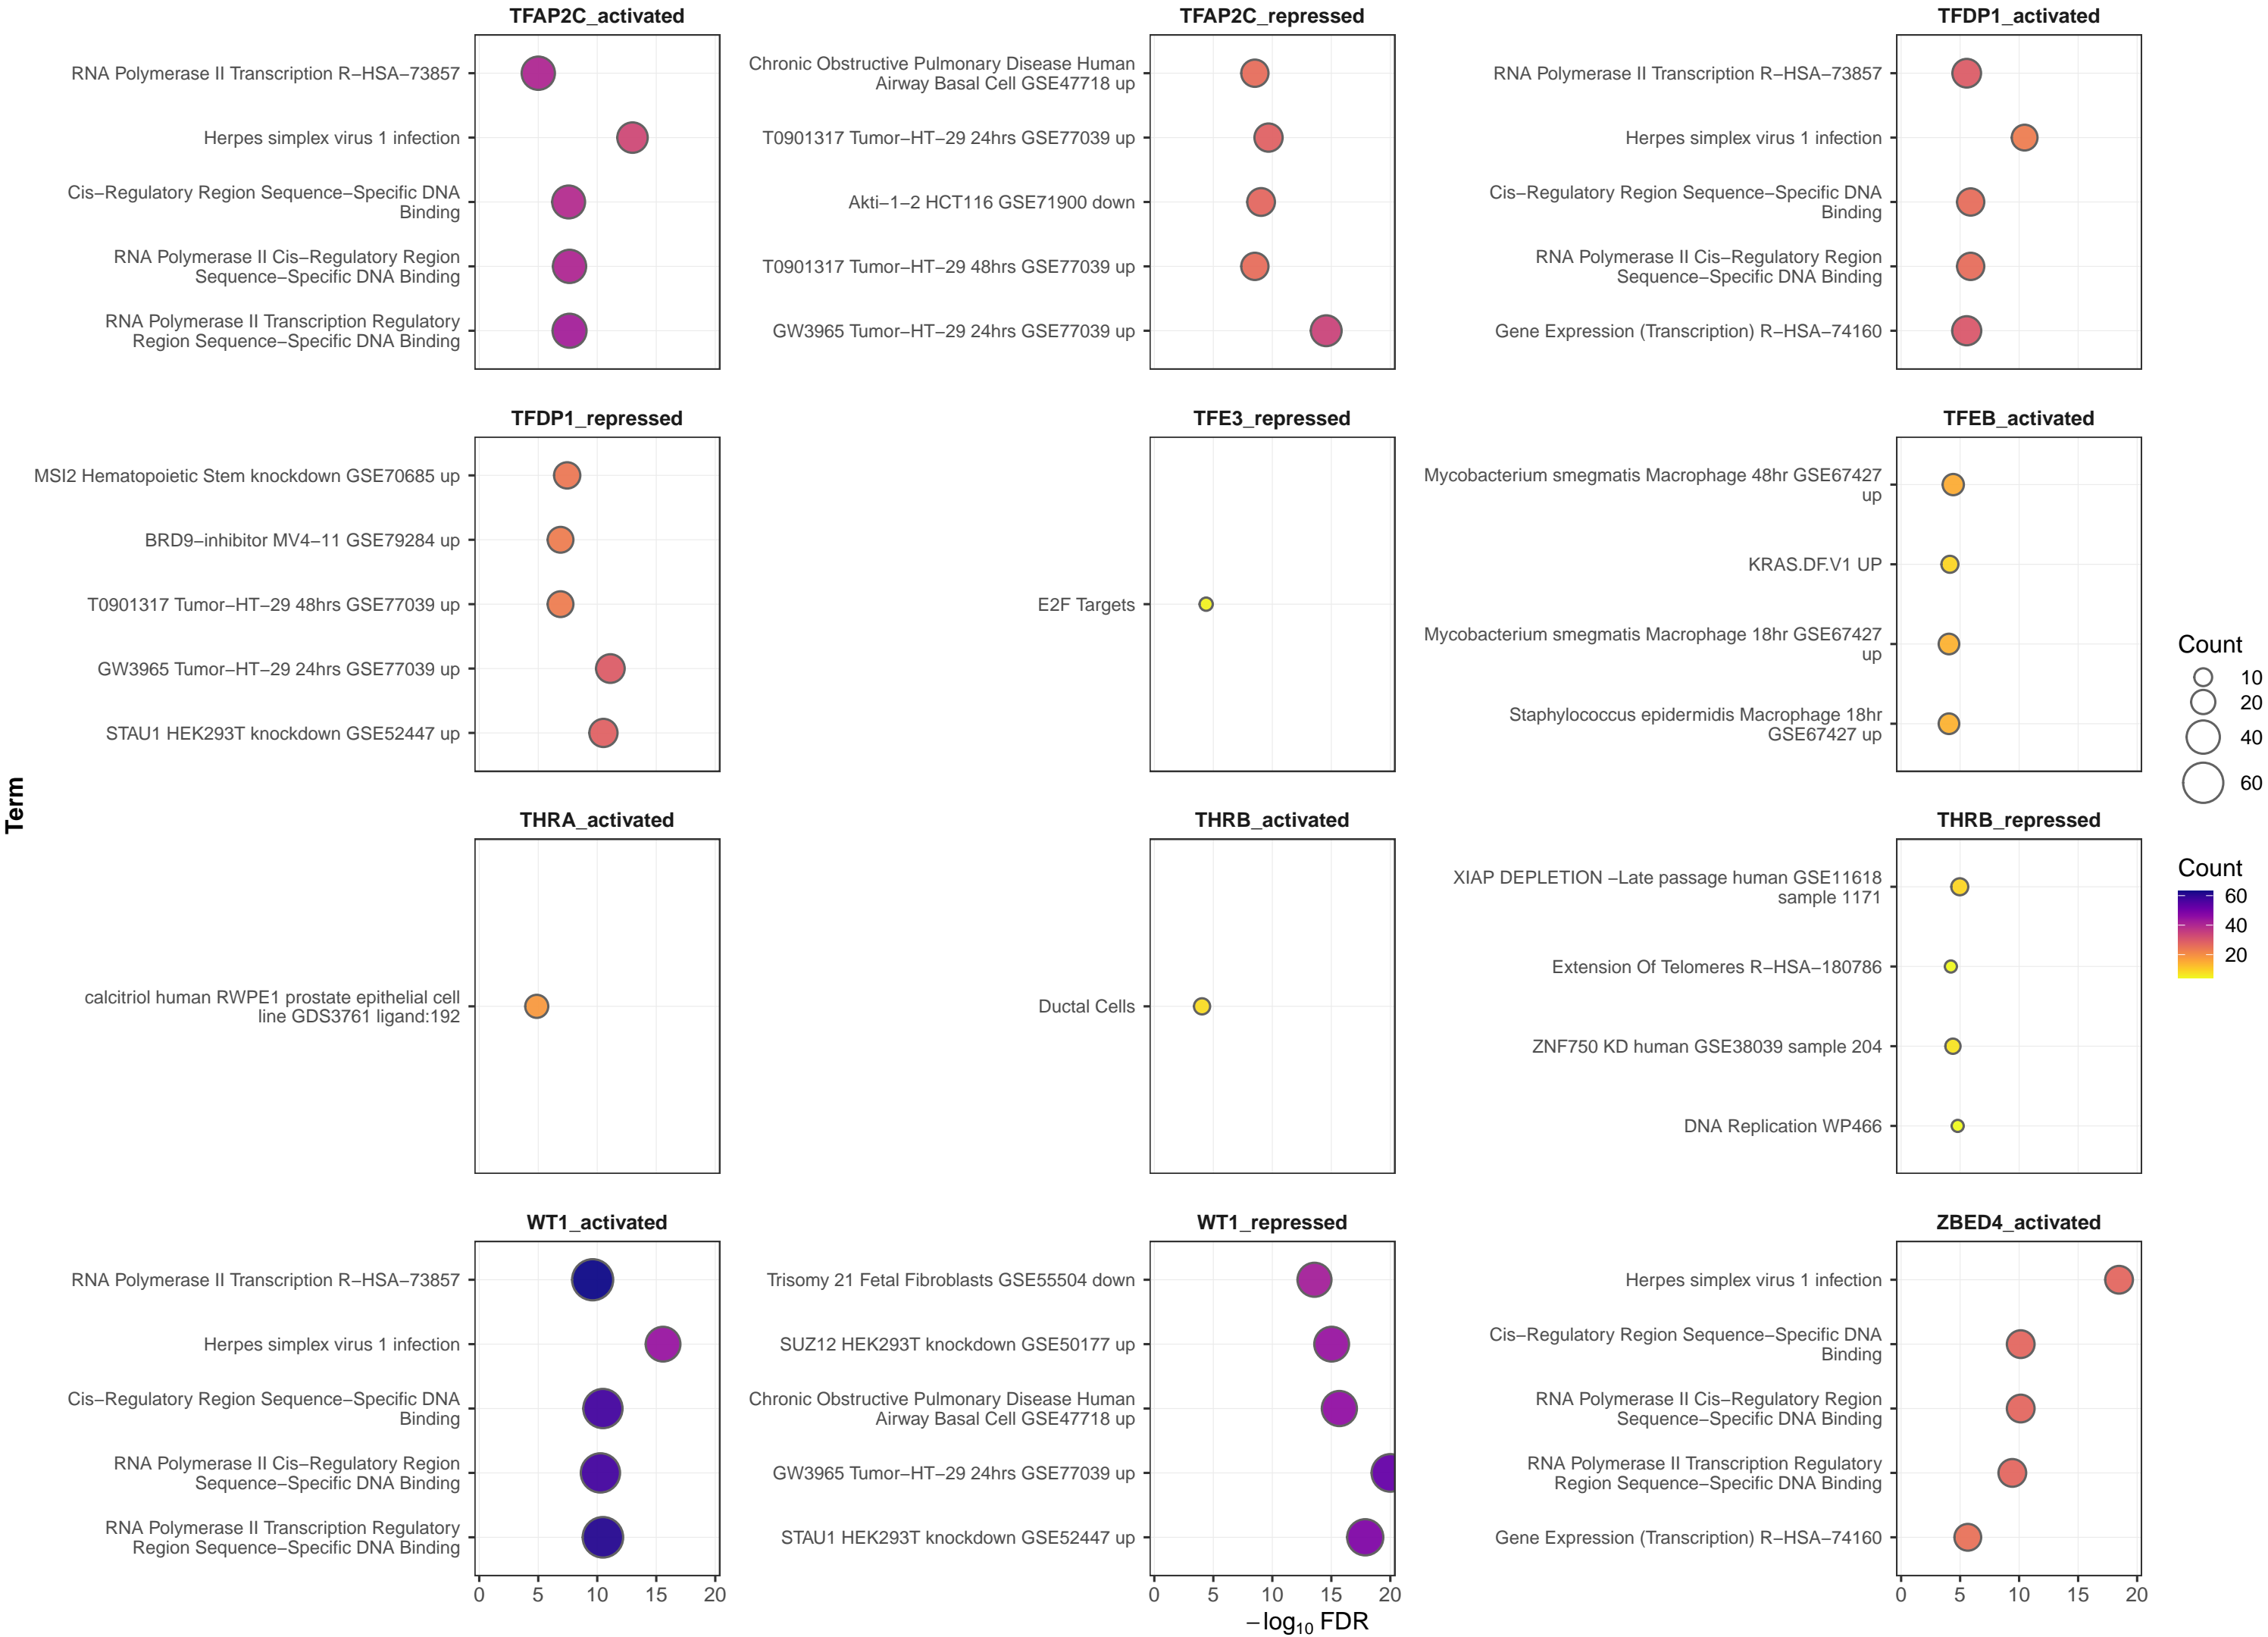 TFAP2C_activated
RNA Polymerase II Transcription R−HSA−73857
Herpes simplex virus 1 infection
Cis−Regulatory Region Sequence−Specific DNA
Binding
RNA Polymerase II Cis−Regulatory Region
Sequence−Specific DNA Binding
RNA Polymerase II Transcription Regulatory
Region Sequence−Specific DNA Binding
TFAP2C_repressed
Chronic Obstructive Pulmonary Disease Human
Airway Basal Cell GSE47718 up
T0901317 Tumor−HT−29 24hrs GSE77039 up
Akti−1−2 HCT116 GSE71900 down
T0901317 Tumor−HT−29 48hrs GSE77039 up
GW3965 Tumor−HT−29 24hrs GSE77039 up
TFDP1_activated
RNA Polymerase II Transcription R−HSA−73857
Herpes simplex virus 1 infection
Cis−Regulatory Region Sequence−Specific DNA
Binding
RNA Polymerase II Cis−Regulatory Region
Sequence−Specific DNA Binding
Gene Expression (Transcription) R−HSA−74160
TFDP1_repressed
MSI2 Hematopoietic Stem knockdown GSE70685 up
BRD9−inhibitor MV4−11 GSE79284 up
T0901317 Tumor−HT−29 48hrs GSE77039 up
GW3965 Tumor−HT−29 24hrs GSE77039 up
STAU1 HEK293T knockdown GSE52447 up
TFE3_repressed
E2F Targets
TFEB_activated
Mycobacterium smegmatis Macrophage 48hr GSE67427
up
KRAS.DF.V1 UP
Mycobacterium smegmatis Macrophage 18hr GSE67427
up
Staphylococcus epidermidis Macrophage 18hr
GSE67427 up
THRA_activated
calcitriol human RWPE1 prostate epithelial cell
line GDS3761 ligand:192
THRB_activated
Ductal Cells
THRB_repressed
XIAP DEPLETION −Late passage human GSE11618
sample 1171
Extension Of Telomeres R−HSA−180786
ZNF750 KD human GSE38039 sample 204
DNA Replication WP466
WT1_activated
RNA Polymerase II Transcription R−HSA−73857
Herpes simplex virus 1 infection
Cis−Regulatory Region Sequence−Specific DNA
Binding
RNA Polymerase II Cis−Regulatory Region
Sequence−Specific DNA Binding
RNA Polymerase II Transcription Regulatory
Region Sequence−Specific DNA Binding
0 5 10 15 20
WT1_repressed
Trisomy 21 Fetal Fibroblasts GSE55504 down
SUZ12 HEK293T knockdown GSE50177 up
Chronic Obstructive Pulmonary Disease Human
Airway Basal Cell GSE47718 up
GW3965 Tumor−HT−29 24hrs GSE77039 up
STAU1 HEK293T knockdown GSE52447 up
0 5 10 15 20
ZBED4_activated
Herpes simplex virus 1 infection
Cis−Regulatory Region Sequence−Specific DNA
Binding
RNA Polymerase II Cis−Regulatory Region
Sequence−Specific DNA Binding
RNA Polymerase II Transcription Regulatory
Region Sequence−Specific DNA Binding
Gene Expression (Transcription) R−HSA−74160
0 5 10 15 20
−log10 FDR
Term
Count
10
20
40
60
Count
60
40
20